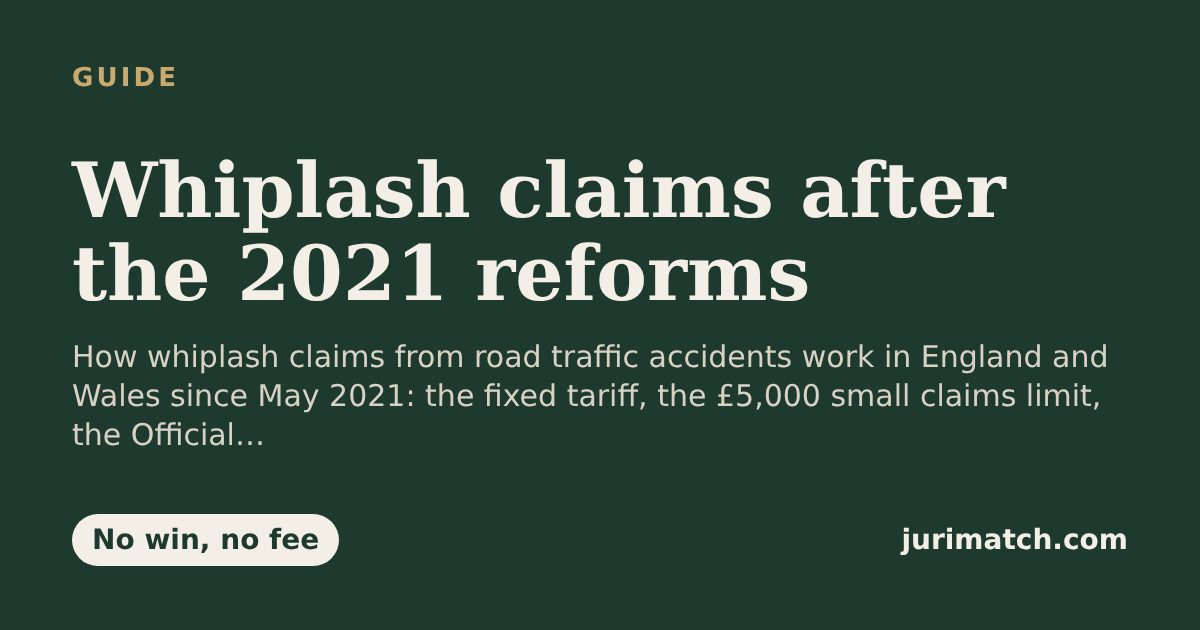 GUIDE
Whiplash claims after
the 2021 reforms
How whiplash claims from road traffic accidents work in England and
Wales since May 2021: the fixed tariff, the £5,000 small claims limit,
the Official…
No win, no fee
jurimatch.com